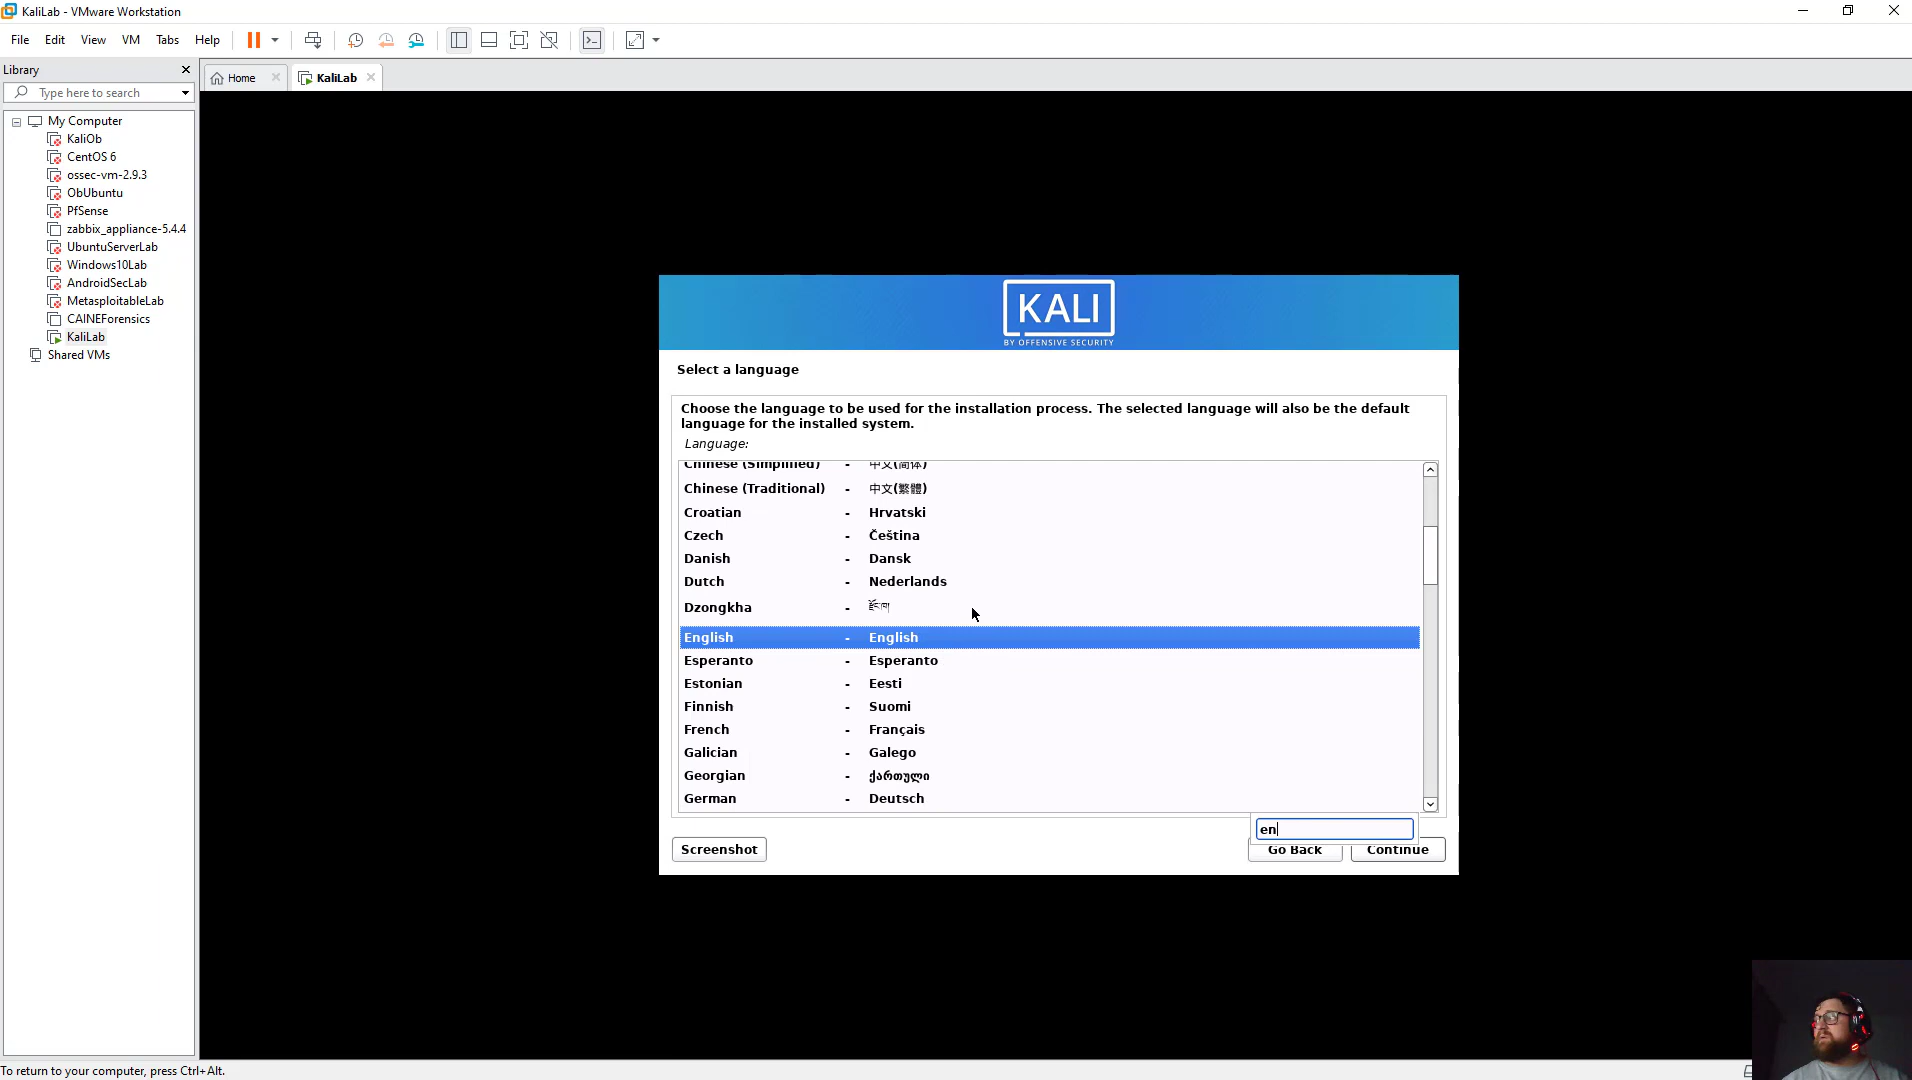 KaliLab - VMware Workstation
File Edit View VM Tabs Help
Library
Type here to search
Home
KaliLab
My Computer
KaliOb
CentOS 6
ossec-vm-2.9.3
ObUbuntu
PfSense
zabbix_appliance-5.4.4
UbuntuServerLab
Windows10Lab
AndroidSecLab
MetasploitableLab
CAINEForensics
KaliLab
Shared VMs
KALI
BY OFFENSIVE SECURITY
Select a language
Choose the language to be used for the installation process. The selected language will also be the default
language for the installed system.
Language:
Chinese (Simplified) - 中文(简体)
Chinese (Traditional) - 中文(繁體)
Croatian - Hrvatski
Czech - Čeština
Danish - Dansk
Dutch - Nederlands
Dzongkha - རྫོང་ཁ།
English - English
Esperanto - Esperanto
Estonian - Eesti
Finnish - Suomi
French - Français
Galician - Galego
Georgian - ქართული
German - Deutsch
en
Screenshot Go Back Continue
To return to your computer, press Ctrl+Alt.